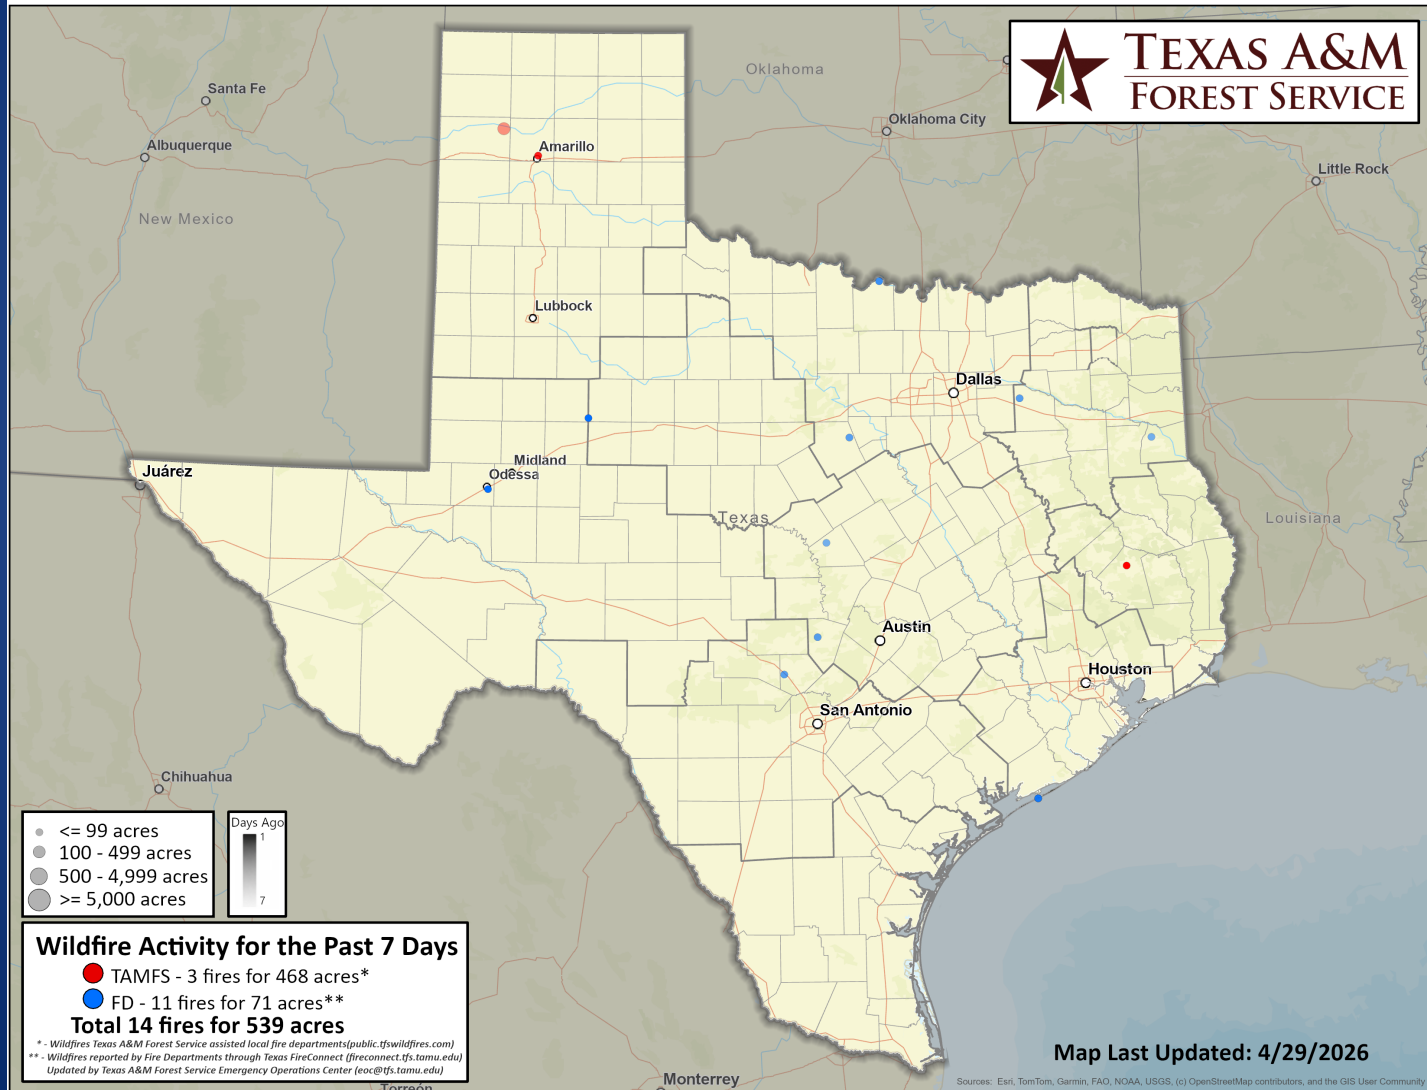 Oklahoma
TEXAS A&M
FOREST SERVICE
Santa Fe
Oklahoma City
Albuquerque
Amarillo
Little Rock
New Mexico
Lubbock
Dallas
Midland
Odessa
Juárez
Texas
Louisiana
Austin
Houston
San Antonio
Chihuahua
<= 99 acres
100 - 499 acres
500 - 4,999 acres
>= 5,000 acres
Days Ago
1
7
Wildfire Activity for the Past 7 Days
TAMFS - 3 fires for 468 acres*
FD - 11 fires for 71 acres**
Total 14 fires for 539 acres
* - Wildfires Texas A&M Forest Service assisted local fire departments(public.tfswildfires.com)
** - Wildfires reported by Fire Departments through Texas FireConnect (fireconnect.tfs.tamu.edu)
Updated by Texas A&M Forest Service Emergency Operations Center (eoc@tfs.tamu.edu)
Map Last Updated: 4/29/2026
Monterrey
Torreón
Sources: Esri, TomTom, Garmin, FAO, NOAA, USGS, (c) OpenStreetMap contributors, and the GIS User Community